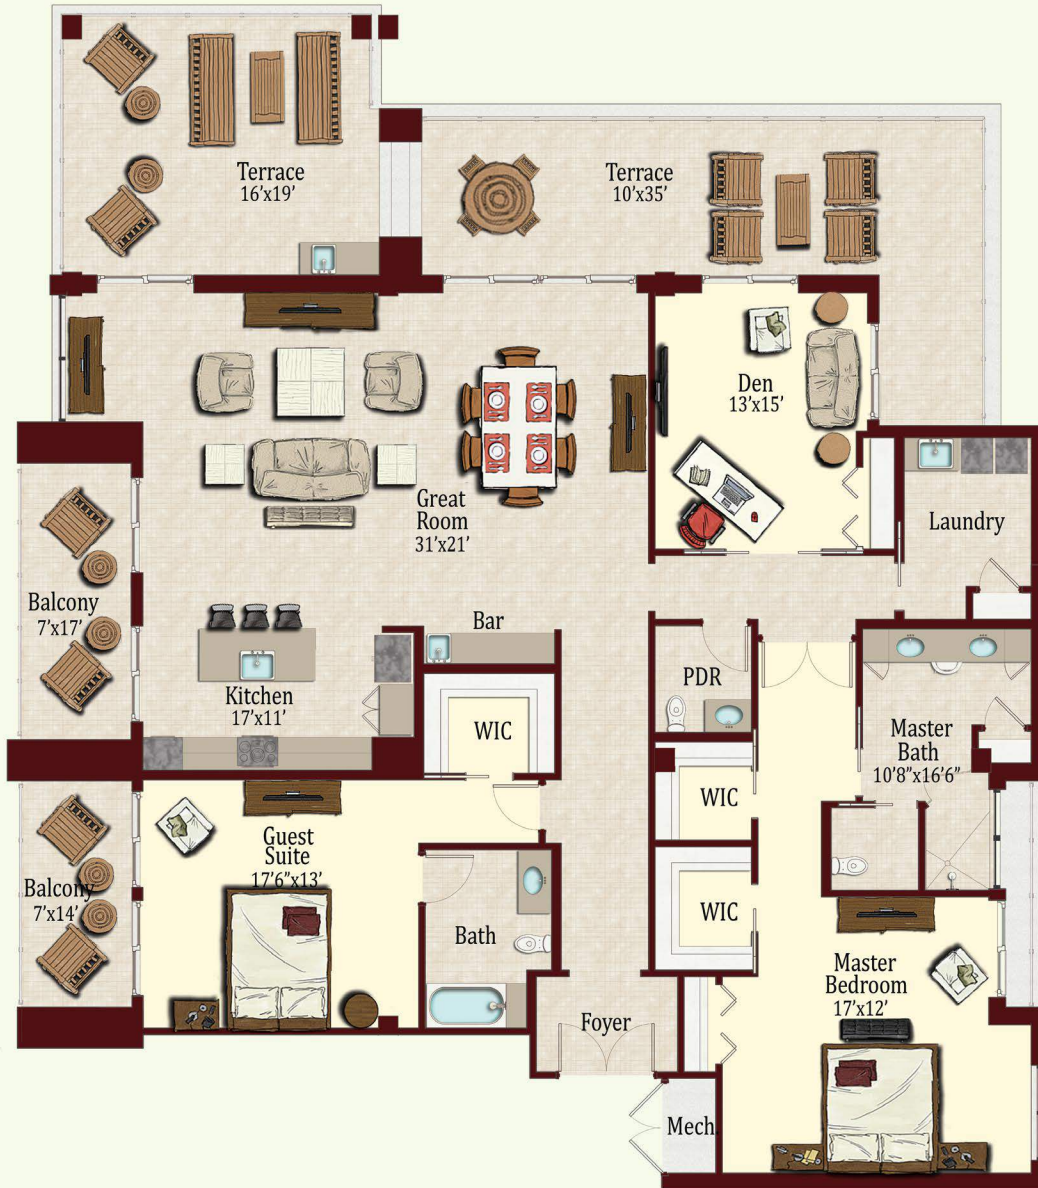 Terrace
16'x19'
Terrace
10'x35'
Den
13'x15'
Great
Room
31'x21'
Laundry
Balcony
7'x17'
Bar
Kitchen
17'x11'
PDR
WIC
Master
Bath
10'8"x16'6"
WIC
Guest
Suite
17'6"x13'
Balcony
7'x14'
Bath
WIC
Master
Bedroom
17'x12'
Foyer
Mech.